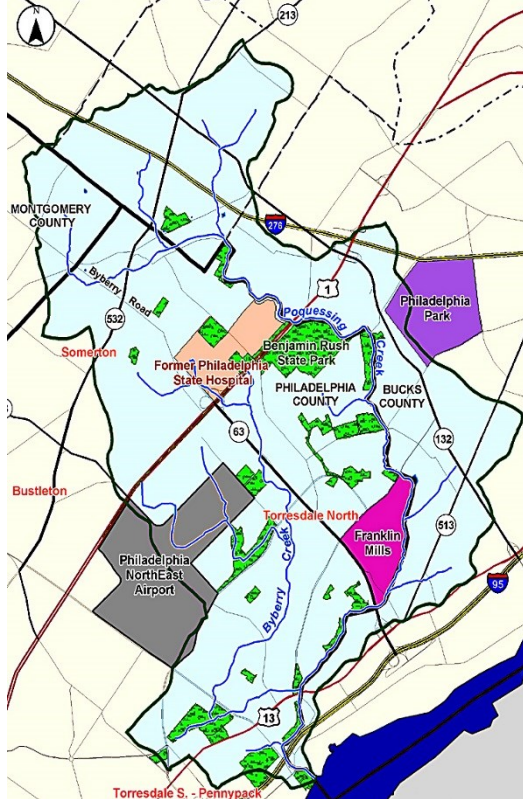 N
213
MONTGOMERY
COUNTY
276
Byberry Road
1
Philadelphia
Park
532
Poquessing
Creek
Somerton
Benjamin Rush
State Park
Former Philadelphia
State Hospital
PHILADELPHIA
COUNTY
BUCKS
COUNTY
63
132
Bustleton
Torresdale North
513
Franklin
Mills
Philadelphia
NorthEast
Airport
Byberry
Creek
95
13
Torresdale S. - Pennypack